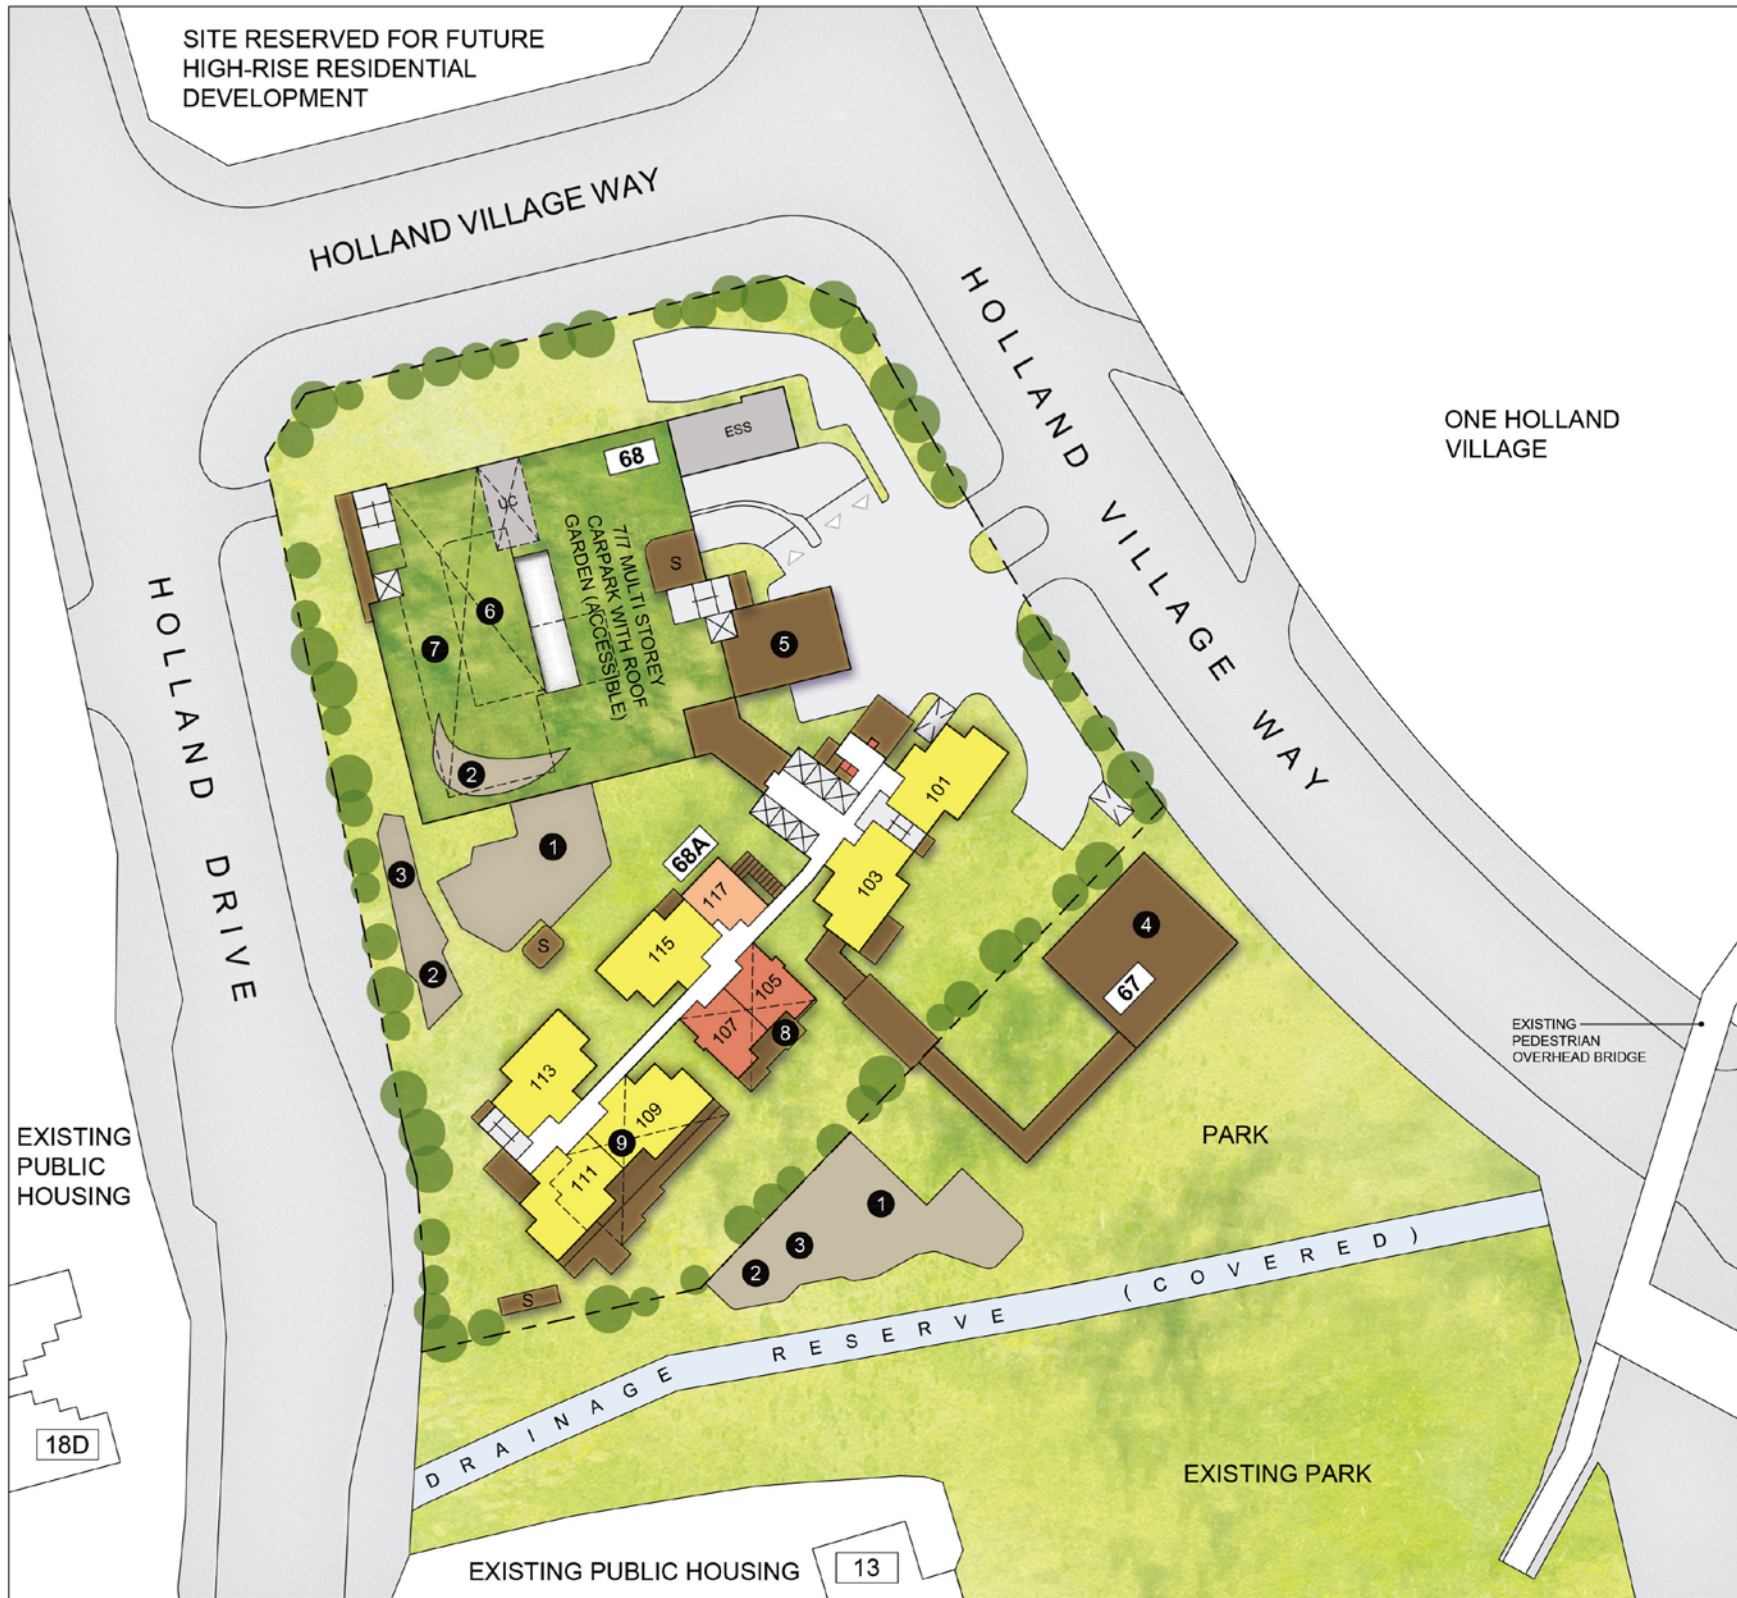 SITE RESERVED FOR FUTURE
HIGH-RISE RESIDENTIAL
DEVELOPMENT
HOLLAND VILLAGE WAY
HOLLAND VILLAGE WAY
ONE HOLLAND
VILLAGE
ESS
68
UC
7/7 MULTI STOREY
CARPARK WITH ROOF
GARDEN (ACCESSIBLE)
S
6
7
5
2
HOLLAND DRIVE
1
3
2
S
68A
101
103
117
115
105
107
8
113
109
9
111
4
67
EXISTING
PEDESTRIAN
OVERHEAD BRIDGE
PARK
EXISTING
PUBLIC
HOUSING
1
3
2
S
DRAINAGE RESERVE (COVERED)
18D
EXISTING PARK
EXISTING PUBLIC HOUSING
13